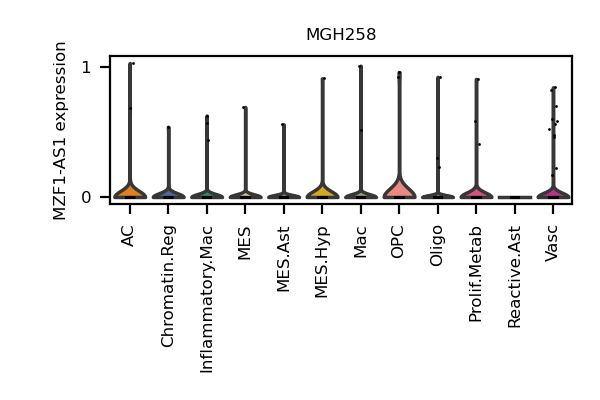 MGH258
MZF1-AS1 expression
1
0
AC
Chromatin.Reg
Inflammatory.Mac
MES
MES.Ast
MES.Hyp
Mac
OPC
Oligo
Prolif.Metab
Reactive.Ast
Vasc